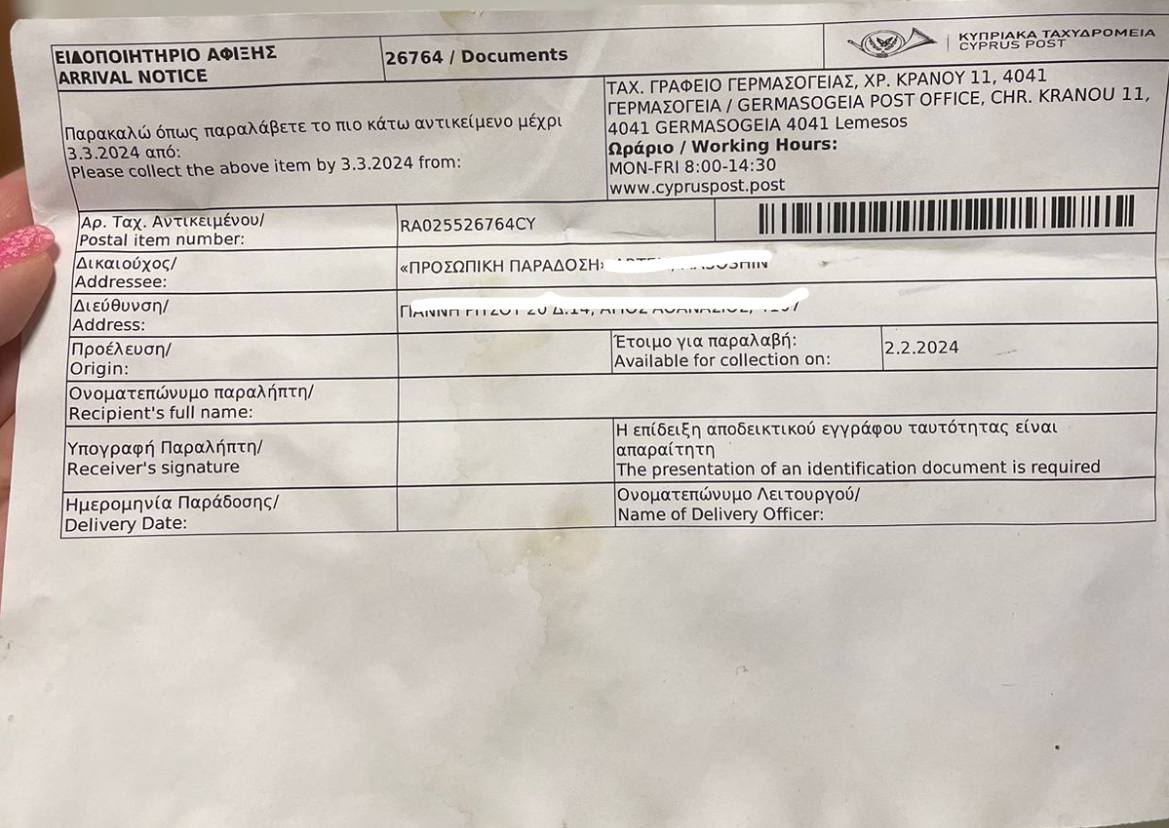 ΕΙΔΟΠΟΙΗΤΗΡΙΟ ΑΦΙΞΗΣ
ARRIVAL NOTICE
26764 / Documents
ΚΥΠΡΙΑΚΑ ΤΑΧΥΔΡΟΜΕΙΑ
CYPRUS POST
Παρακαλώ όπως παραλάβετε το πιο κάτω αντικείμενο μέχρι
3.3.2024 από:
Please collect the above item by 3.3.2024 from:
ΤΑΧ. ΓΡΑΦΕΙΟ ΓΕΡΜΑΣΟΓΕΙΑΣ, ΧΡ. ΚΡΑΝΟΥ 11, 4041
ΓΕΡΜΑΣΟΓΕΙΑ / GERMASOGEIA POST OFFICE, CHR. KRANOU 11,
4041 GERMASOGEIA 4041 Lemesos
Ωράριο / Working Hours:
MON-FRI 8:00-14:30
www.cypruspost.post
Αρ. Ταχ. Αντικειμένου/
Postal item number:
RA025526764CY
Δικαιούχος/
Addressee:
«ΠΡΟΣΩΠΙΚΗ ΠΑΡΑΔΟΣΗ»
Διεύθυνση/
Address:
Προέλευση/
Origin:
Έτοιμο για παραλαβή:
Available for collection on:
2.2.2024
Ονοματεπώνυμο παραλήπτη/
Recipient's full name:
Υπογραφή Παραλήπτη/
Receiver's signature
Η επίδειξη αποδεικτικού εγγράφου ταυτότητας είναι
απαραίτητη
The presentation of an identification document is required
Ημερομηνία Παράδοσης/
Delivery Date:
Ονοματεπώνυμο Λειτουργού/
Name of Delivery Officer: